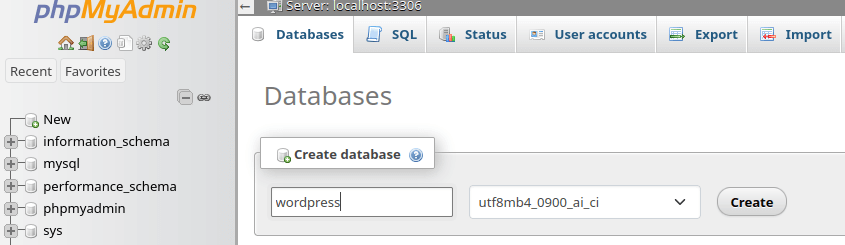 phpMyAdmin
Recent Favorites
New
information_schema
mysql
performance_schema
phpmyadmin
sys
Server: localhost:3306
Databases SQL Status User accounts Export Import
Databases
Create database
wordpress utf8mb4_0900_ai_ci Create